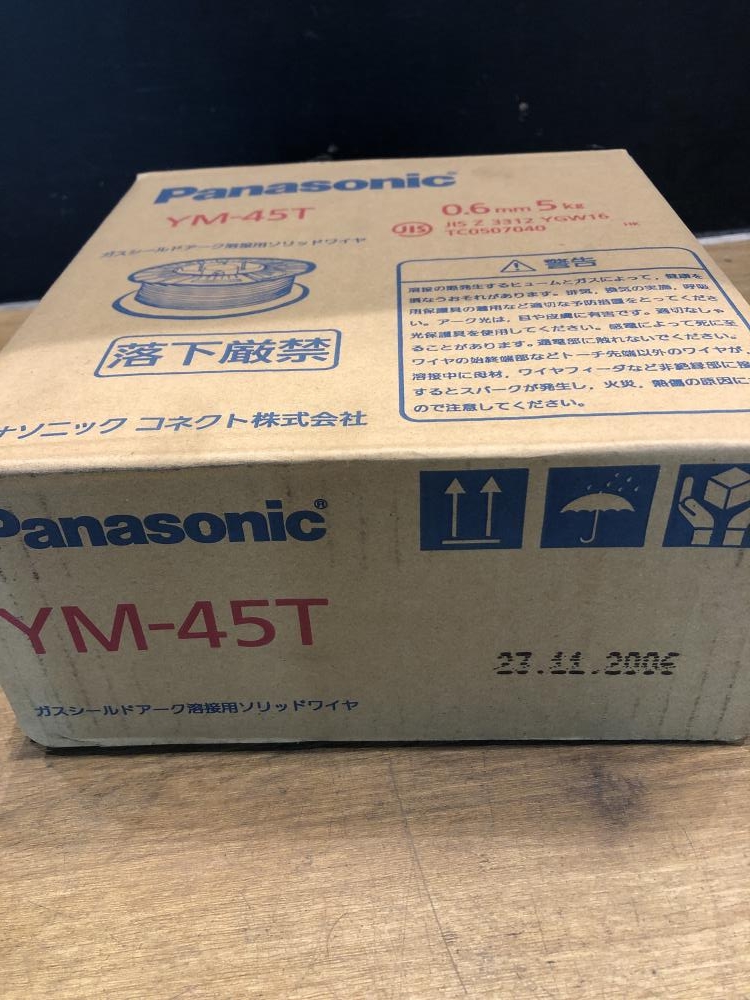 Panasonic
YM-45T
0.6mm 5kg
JIS JIS Z 3312 YGW16
TC0507040
ガスシールドアーク溶接用ソリッドワイヤ
落下厳禁
ナソニック コネクト株式会社
警告
溶接の際発生するヒュームとガスによって，健康を
損なうおそれがあります。排気，換気の実施，呼吸
用保護具の着用など適切な予防措置をとってくださ
い。アーク光は，目や皮膚に有害です。適切なしゃ
光保護具を使用してください。感電によって死に至
ることがあります。通電部に触れないでください。
ワイヤの始終端部などトーチ先端以外のワイヤが，
溶接中に母材，ワイヤフィーダなど非絶縁部に接
するとスパークが発生し，火災，熱傷の原因に
ので注意してください。
Panasonic®
YM-45T
ガスシールドアーク溶接用ソリッドワイヤ
23.11.2006